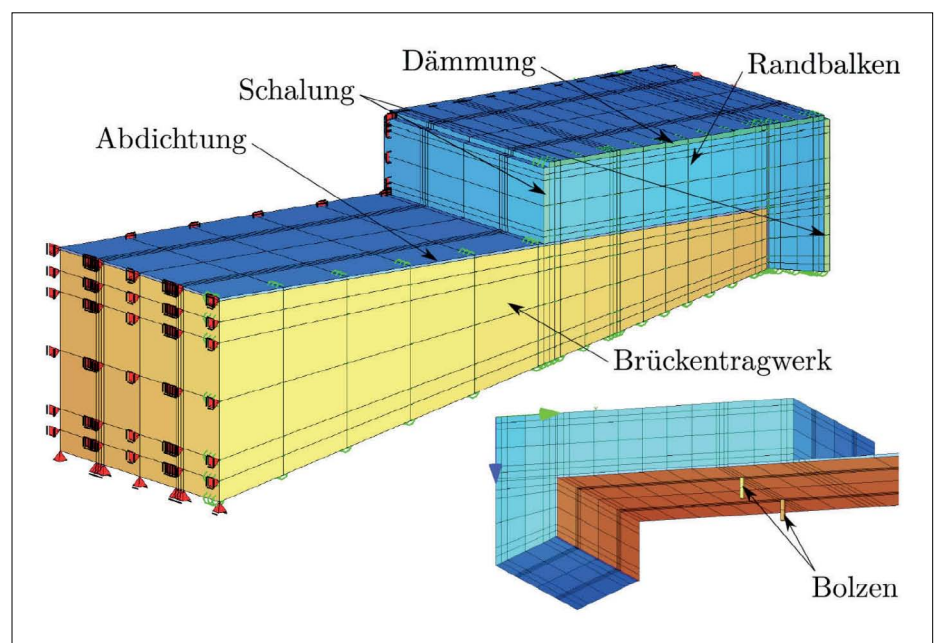 Dämmung
Randbalken
Schalung
Abdichtung
Brückentragwerk
Bolzen